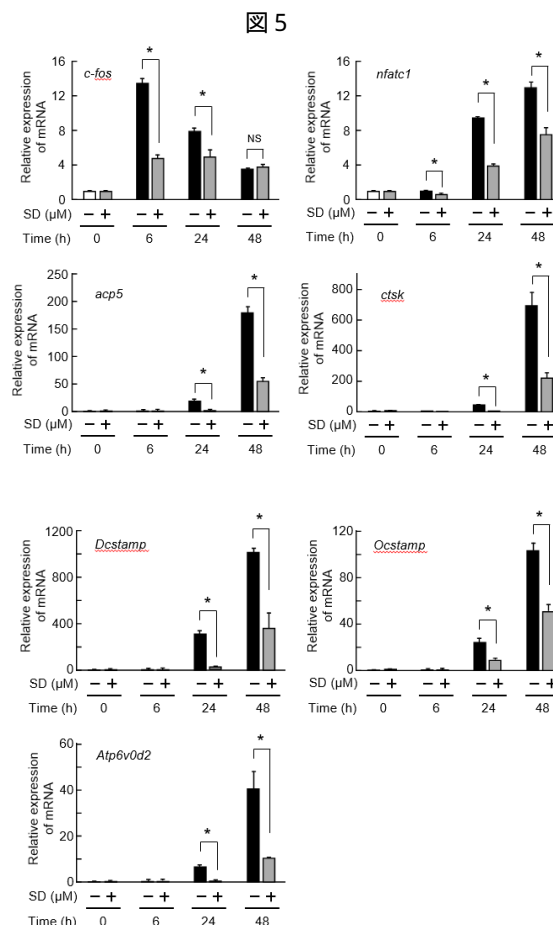 図 5
c-fos
Relative expression
of mRNA
16
12
8
4
0
*
*
NS
SD (µM)
− + − + − + − +
Time (h)
0 6 24 48
nfatc1
Relative expression
of mRNA
16
12
8
4
0
*
*
*
SD (µM)
− + − + − + − +
Time (h)
0 6 24 48
acp5
Relative expression
of mRNA
250
200
150
100
50
0
*
*
SD (µM)
− + − + − + − +
Time (h)
0 6 24 48
ctsk
Relative expression
of mRNA
800
600
400
200
0
*
*
SD (µM)
− + − + − + − +
Time (h)
0 6 24 48
Dcstamp
Relative expression
of mRNA
1200
800
400
0
*
*
SD (µM)
− + − + − + − +
Time (h)
0 6 24 48
Ocstamp
Relative expression
of mRNA
120
80
40
0
*
*
SD (µM)
− + − + − + − +
Time (h)
0 6 24 48
Atp6v0d2
Relative expression
of mRNA
60
40
20
0
*
*
SD (µM)
− + − + − + − +
Time (h)
0 6 24 48